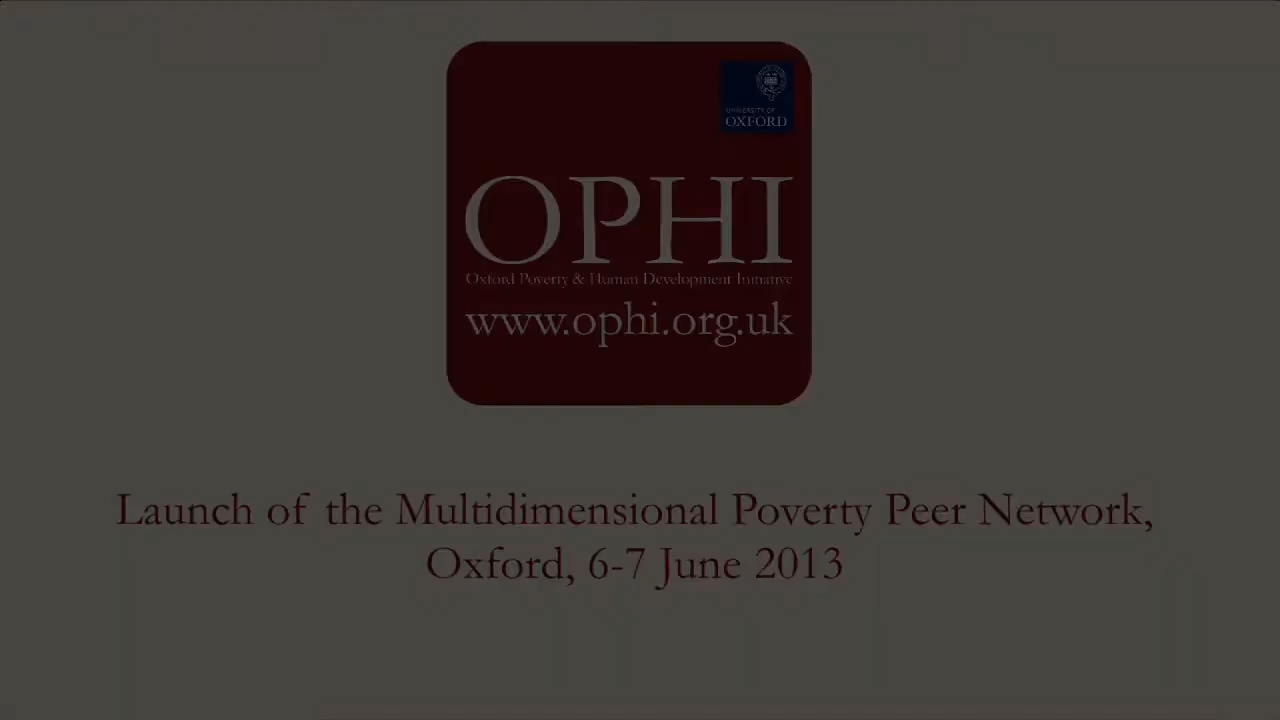 UNIVERSITY OF
OXFORD
OPHI
Oxford Poverty & Human Development Initiative
www.ophi.org.uk
Launch of the Multidimensional Poverty Peer Network,
Oxford, 6-7 June 2013